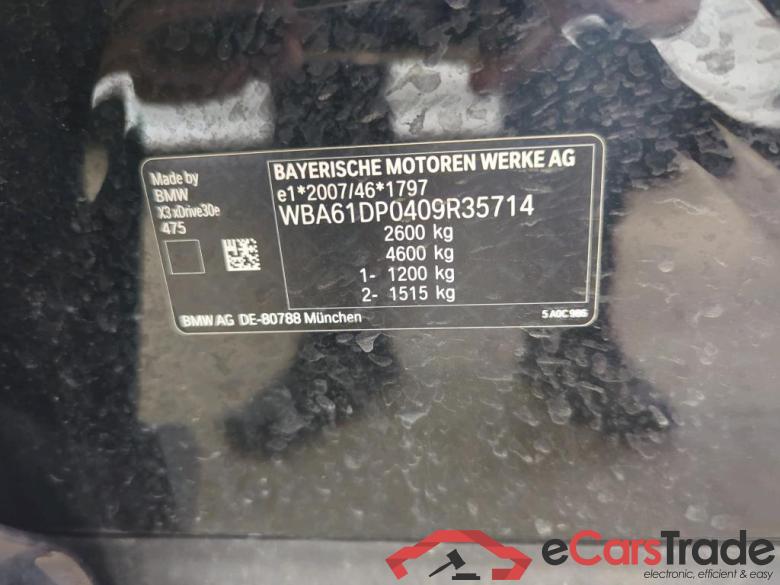 Made by
BMW
X3 xDrive30e
475
BAYERISCHE MOTOREN WERKE AG
e1*2007/46*1797
WBA61DP0409R35714
2600 kg
4600 kg
1- 1200 kg
2- 1515 kg
BMW AG DE-80788 München
5 A0C 986
eCarsTrade
electronic, efficient & easy